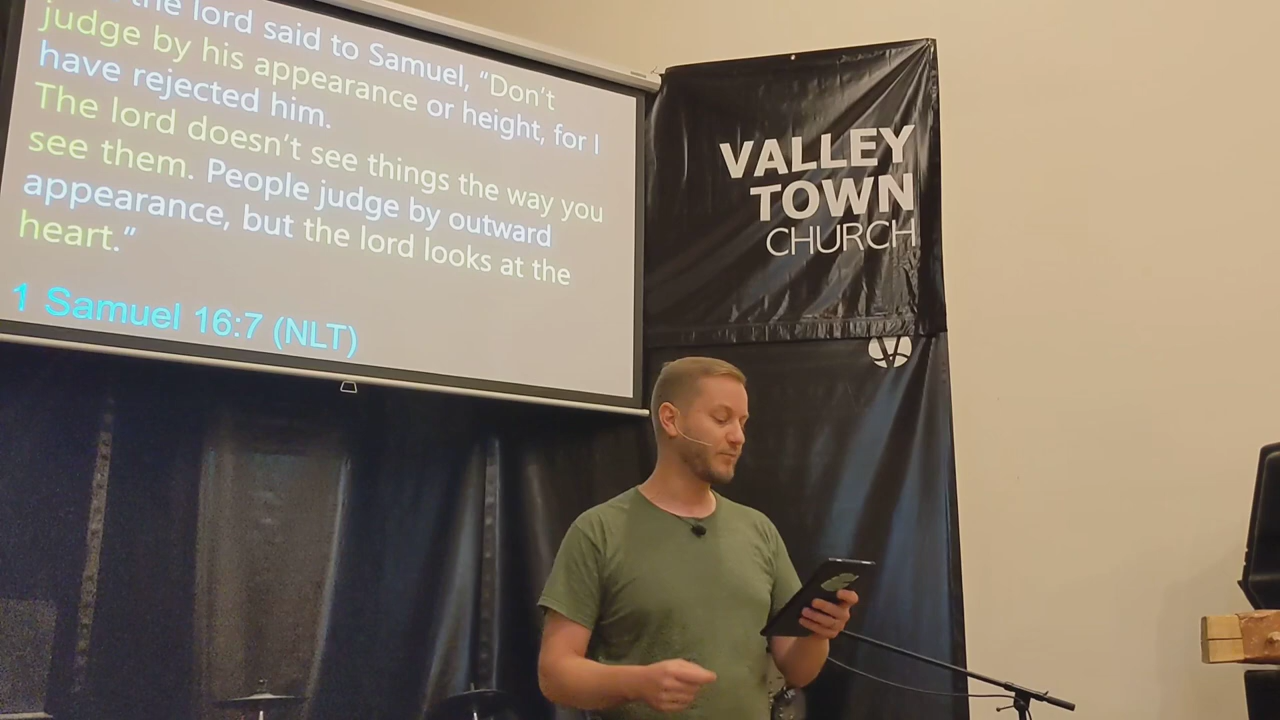 the lord said to Samuel, “Don't
judge by his appearance or height, for I
have rejected him.
The lord doesn't see things the way you
see them. People judge by outward
appearance, but the lord looks at the
heart.”
1 Samuel 16:7 (NLT)
VALLEY
TOWN
CHURCH